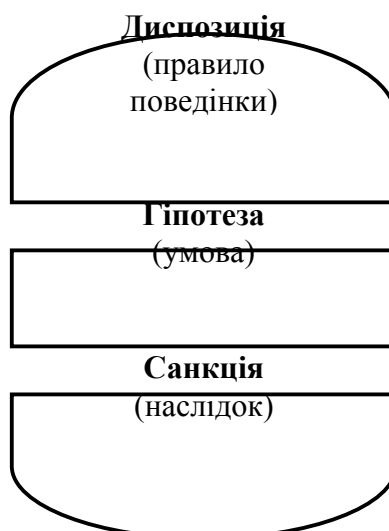 Диспозиція
(правило
поведінки)
Гіпотеза
(умова)
Санкція
(наслідок)